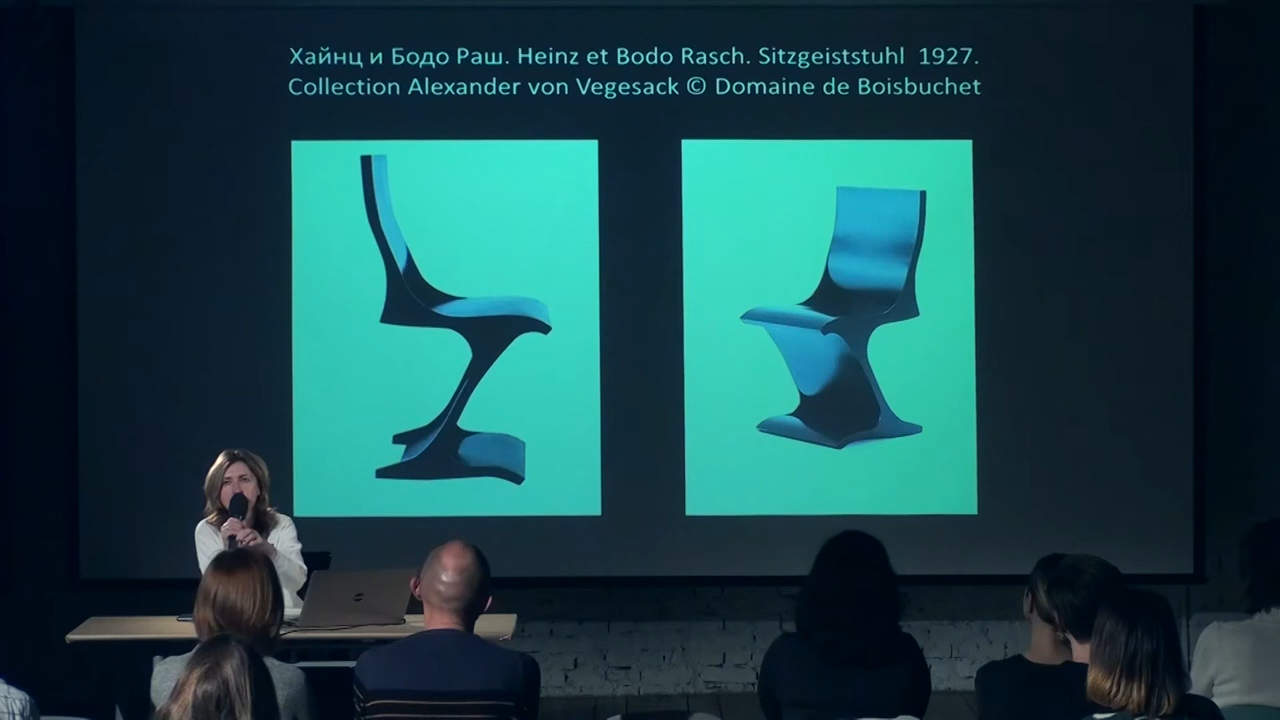 Хайнц и Бодо Раш. Heinz et Bodo Rasch. Sitzgeiststuhl 1927.
Collection Alexander von Vegesack © Domaine de Boisbuchet